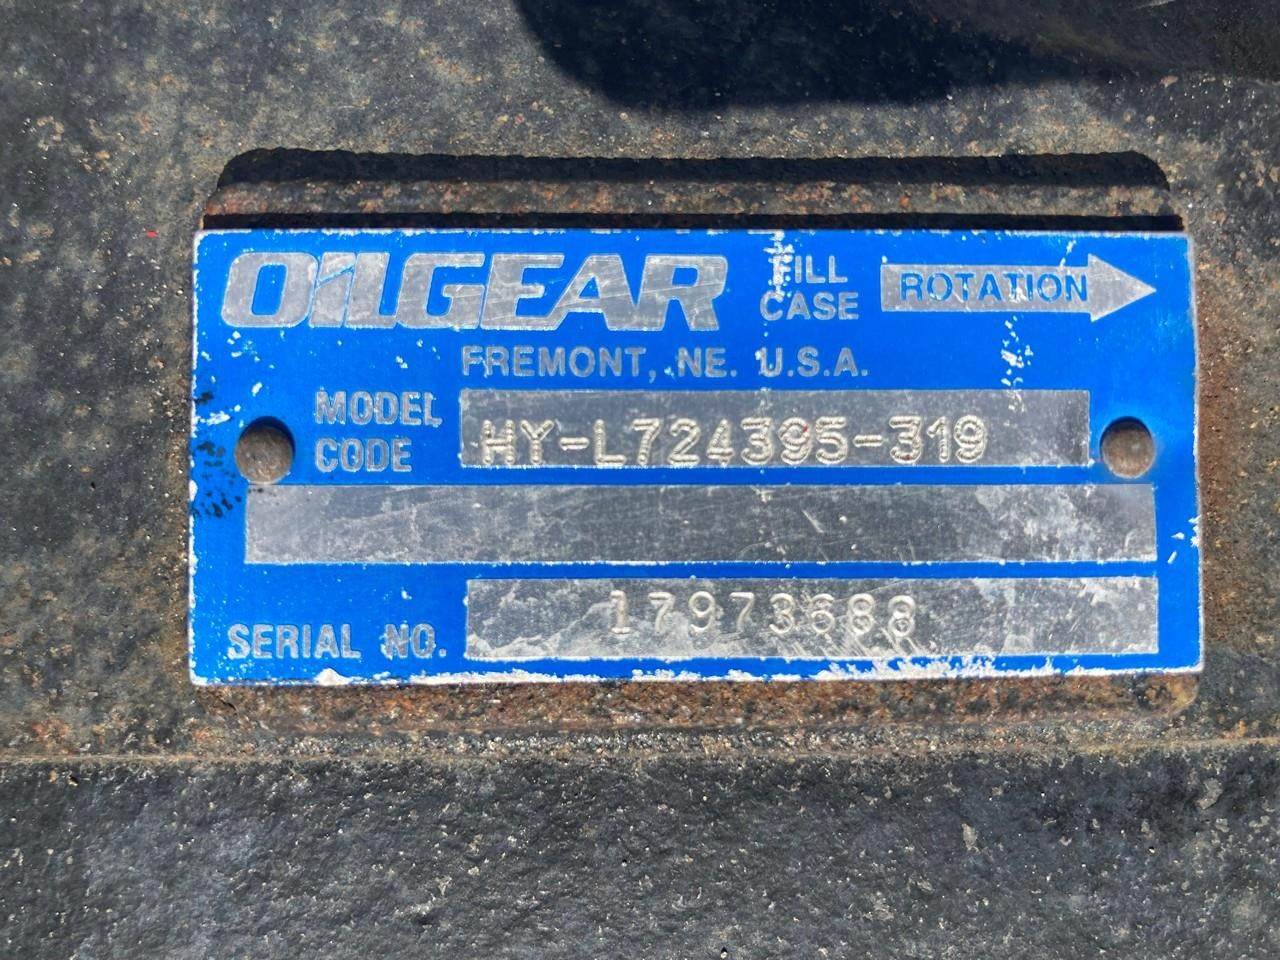 OILGEAR FILL CASE ROTATION
FREMONT, NE. U.S.A.
MODEL CODE HY-L724395-319
SERIAL NO. 17973688